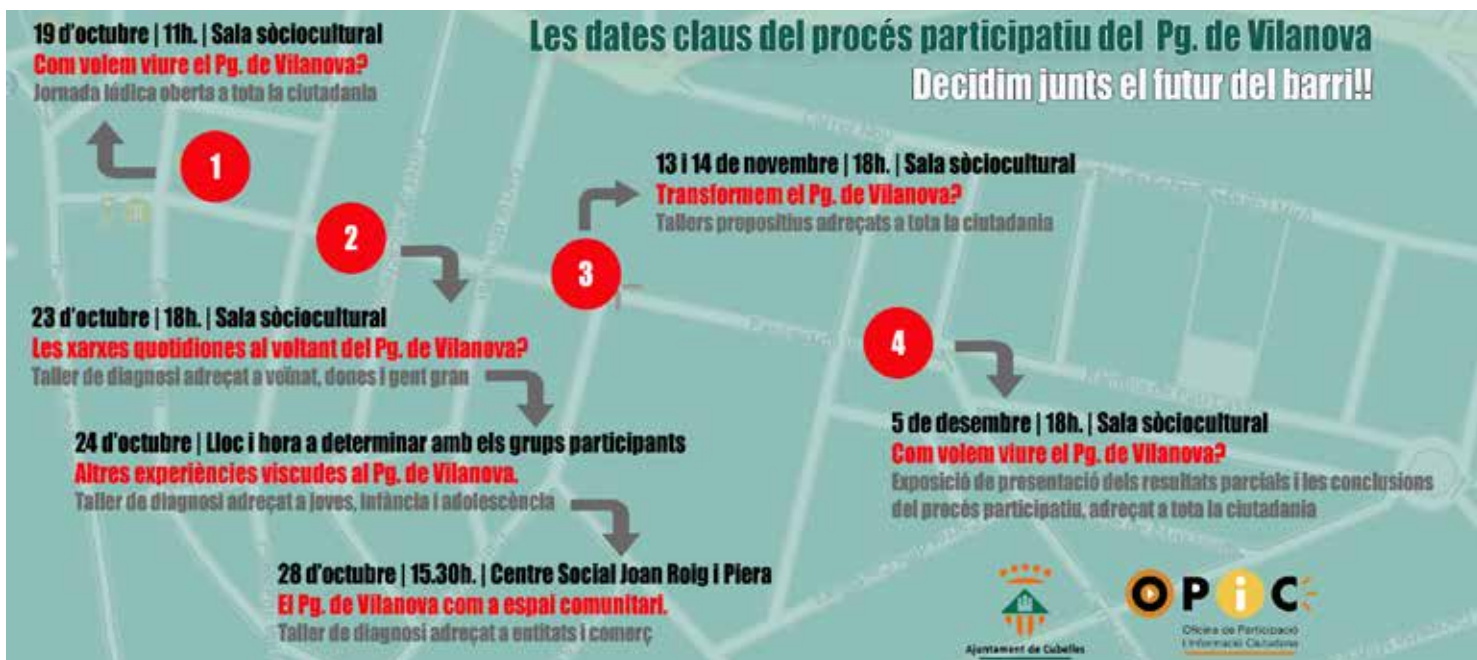 Les dates claus del procés participatiu del Pg. de Vilanova
Decidim junts el futur del barri!!
19 d'octubre | 11h. | Sala sòciocultural
Com volem viure el Pg. de Vilanova?
Jornada lúdica oberta a tota la ciutadania
1
2
23 d'octubre | 18h. | Sala sòciocultural
Les xarxes quotidiones al voltant del Pg. de Vilanova?
Taller de diagnosi adreçat a veïnat, dones i gent gran
24 d'octubre | Lloc i hora a determinar amb els grups participants
Altres experiències viscudes al Pg. de Vilanova.
Taller de diagnosi adreçat a joves, infància i adolescència
28 d'octubre | 15.30h. | Centre Social Joan Roig i Piera
El Pg. de Vilanova com a espai comunitari.
Taller de diagnosi adreçat a entitats i comerç
3
13 i 14 de novembre | 18h. | Sala sòciocultural
Transformem el Pg. de Vilanova?
Tallers propositius adreçats a tota la ciutadania
4
5 de desembre | 18h. | Sala sòciocultural
Com volem viure el Pg. de Vilanova?
Exposició de presentació dels resultats parcials i les conclusions
del procés participatiu, adreçat a tota la ciutadania
Ajuntament de Cubelles
OPiC
Oficina de Participació
i Informació Ciutadana
Carrer Nou